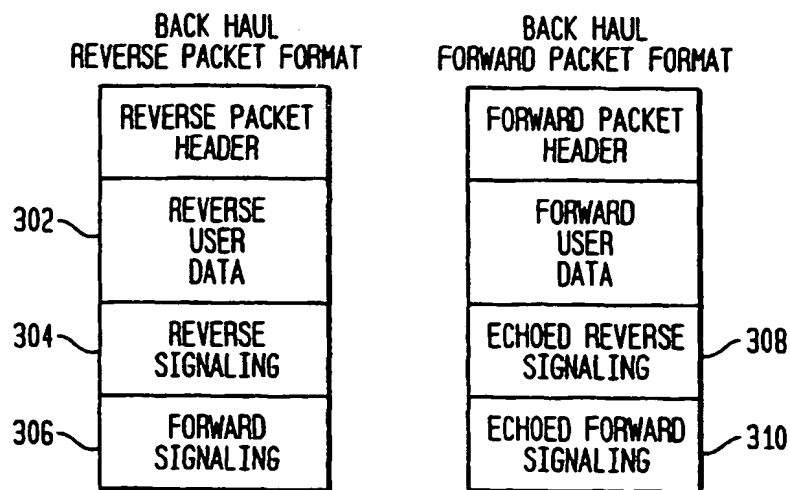 BACK HAUL
REVERSE PACKET FORMAT
REVERSE PACKET
HEADER
302
REVERSE
USER
DATA
304
REVERSE
SIGNALING
306
FORWARD
SIGNALING
BACK HAUL
FORWARD PACKET FORMAT
FORWARD PACKET
HEADER
FORWARD
USER
DATA
ECHOED REVERSE
SIGNALING
308
ECHOED FORWARD
SIGNALING
310